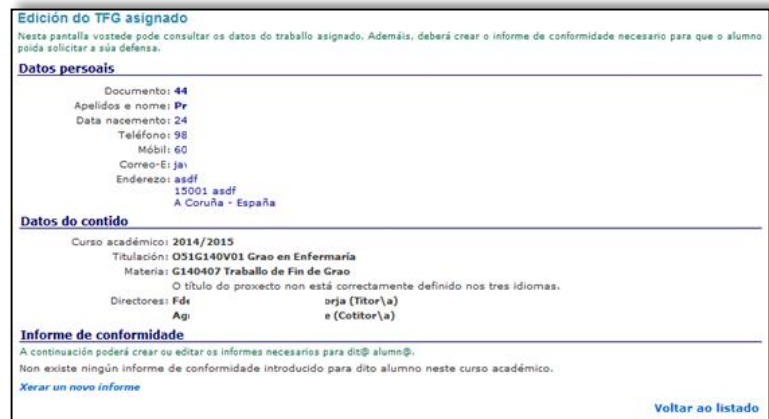 Edición do TFG asignado
Nesta pantalla vostede pode consultar os datos do traballo asignado. Ademáis, deberá crear o informe de conformidade necesario para que o alumno
poida solicitar a súa defensa.
Datos persoais
Documento: 44
Apelidos e nome: Pr
Data nacemento: 24
Teléfono: 98
Móbil: 60
Correo-E: jav
Enderezo: asdf
15001 asdf
A Coruña - España
Datos do contido
Curso académico: 2014/2015
Titulación: O51G140V01 Grao en Enfermaría
Materia: G140407 Traballo de Fin de Grao
O título do proxecto non está correctamente definido nos tres idiomas.
Directores: Fde orja (Titor\a)
Ag e (Cotitor\a)
Informe de conformidade
A continuación poderá crear ou editar os informes necesarios para dit@ alumn@.
Non existe ningún informe de conformidade introducido para dito alumno neste curso académico.
Xerar un novo informe
Voltar ao listado